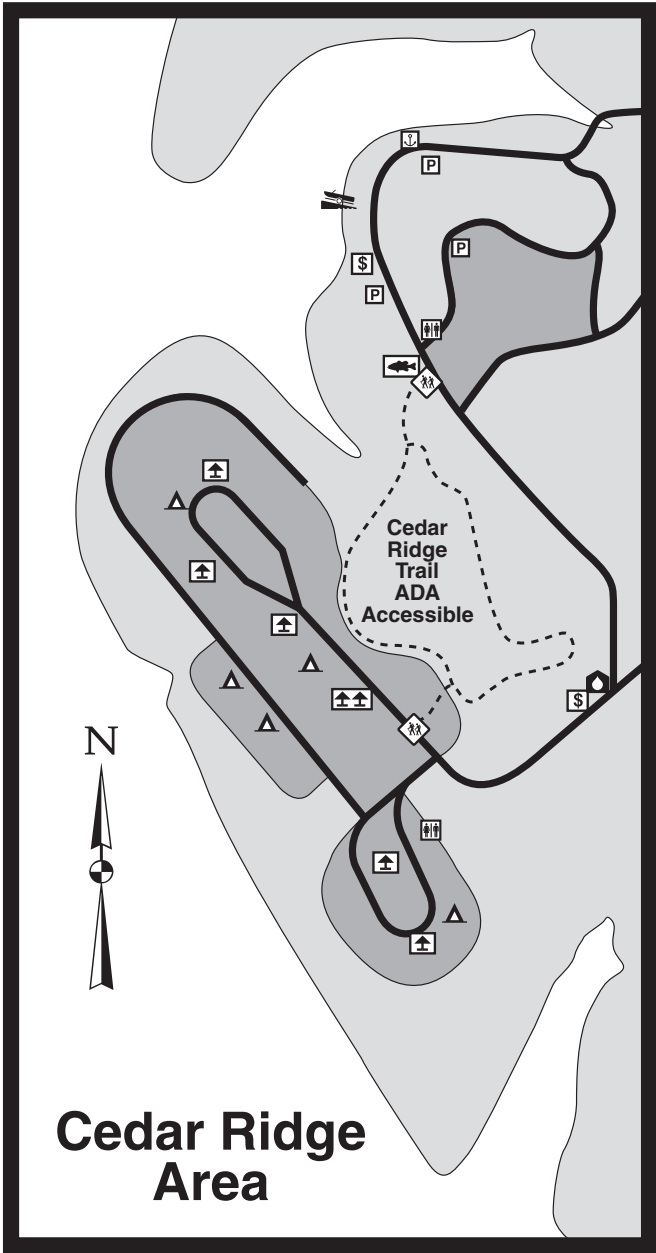 P
P
$
P
Cedar
Ridge
Trail
ADA
Accessible
$
N
Cedar Ridge
Area